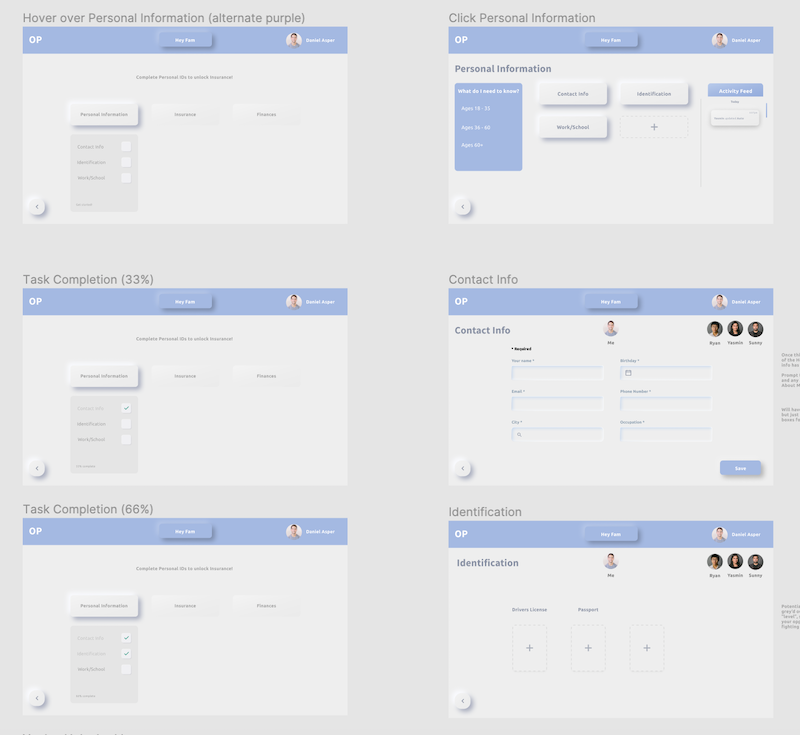 Hover over Personal Information (alternate purple)
OP
Hey Fam
Daniel Asper
Complete Personal IDs to unlock Insurance!
Personal Information
Insurance
Finances
Contact Info
Identification
Work/School
Click Personal Information
OP
Hey Fam
Daniel Asper
Personal Information
What do I need to know?
Ages 18 - 35
Ages 36 - 60
Ages 60+
Contact Info
Identification
Work/School
Activity Feed
Today
Task Completion (33%)
OP
Hey Fam
Daniel Asper
Complete Personal IDs to unlock Insurance!
Personal Information
Insurance
Finances
Contact Info
Identification
Work/School
Contact Info
OP
Hey Fam
Daniel Asper
Contact Info
Me
Ryan
Yasmin
Sunny
* Required
Your name *
Birthday *
Email *
Phone Number *
City *
Occupation *
Save
Task Completion (66%)
OP
Hey Fam
Daniel Asper
Complete Personal IDs to unlock Insurance!
Personal Information
Insurance
Finances
Contact Info
Identification
Work/School
Identification
OP
Hey Fam
Daniel Asper
Identification
Me
Ryan
Yasmin
Sunny
Drivers License
Passport